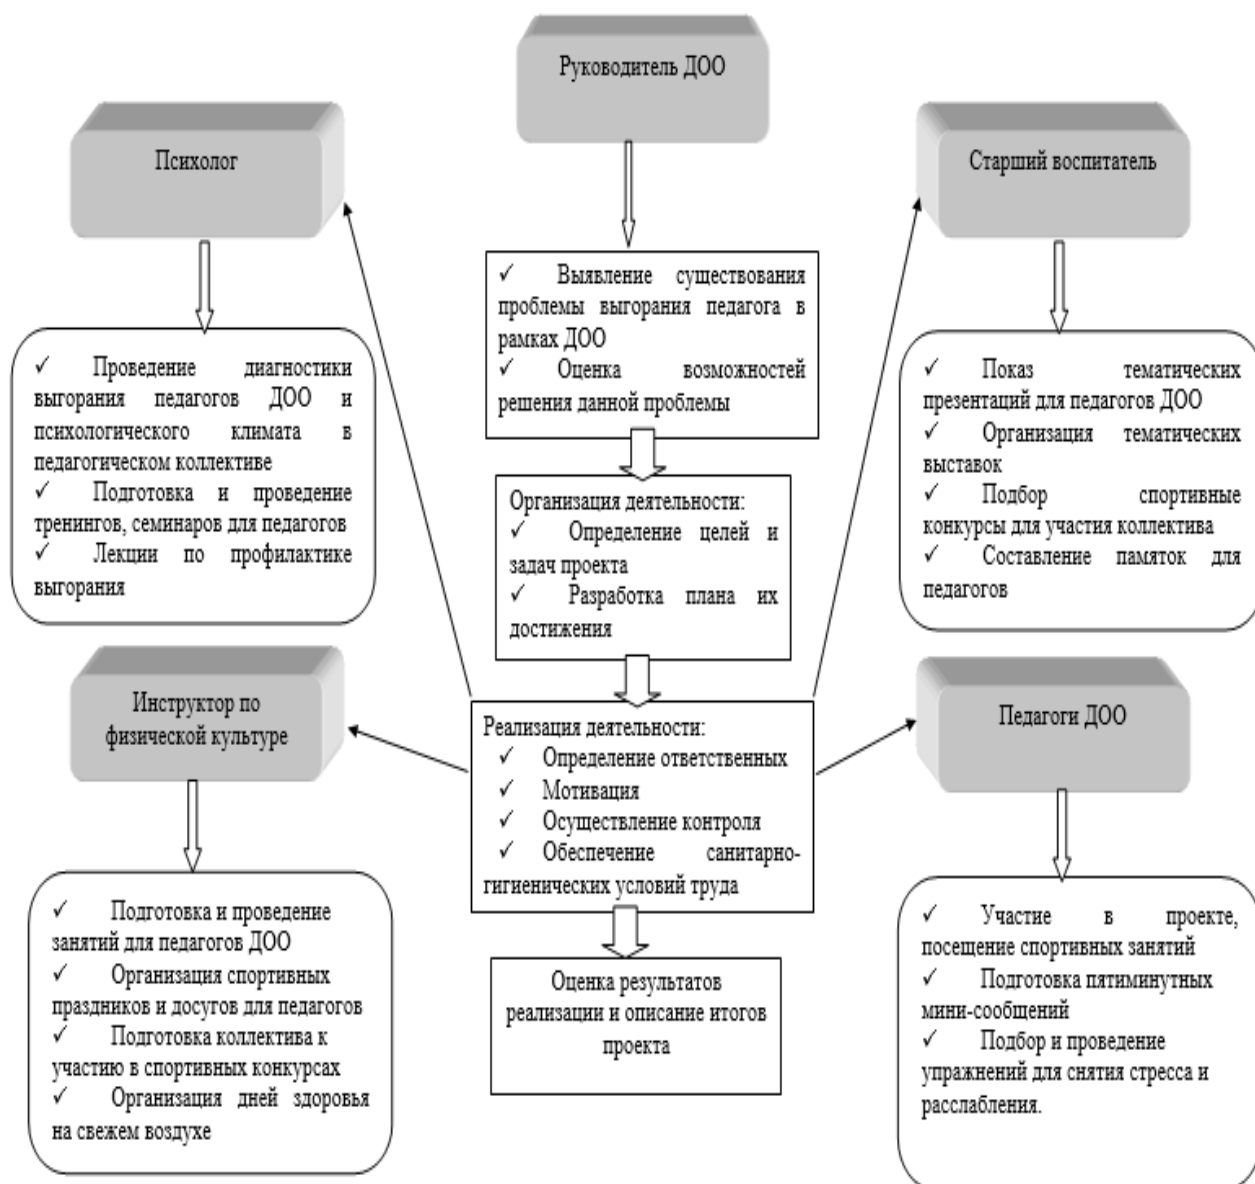 Руководитель ДОО
Психолог
Старший воспитатель
✓ Выявление существования
проблемы выгорания педагога в
рамках ДОО
✓ Оценка возможностей
решения данной проблемы
✓ Проведение диагностики
выгорания педагогов ДОО и
психологического климата в
педагогическом коллективе
✓ Подготовка и проведение
тренингов, семинаров для педагогов
✓ Лекции по профилактике
выгорания
✓ Показ тематических
презентаций для педагогов ДОО
✓ Организация тематических
выставок
✓ Подбор спортивные
конкурсы для участия коллектива
✓ Составление памяток для
педагогов
Организация деятельности:
✓ Определение целей и
задач проекта
✓ Разработка плана их
достижения
Инструктор по
физической культуре
Реализация деятельности:
✓ Определение ответственных
✓ Мотивация
✓ Осуществление контроля
✓ Обеспечение санитарно-
гигиенических условий труда
Педагоги ДОО
✓ Подготовка и проведение
занятий для педагогов ДОО
✓ Организация спортивных
праздников и досугов для педагогов
✓ Подготовка коллектива к
участию в спортивных конкурсах
✓ Организация дней здоровья
на свежем воздухе
Оценка результатов
реализации и описание итогов
проекта
✓ Участие в проекте,
посещение спортивных занятий
✓ Подготовка пятиминутных
мини-сообщений
✓ Подбор и проведение
упражнений для снятия стресса и
расслабления.